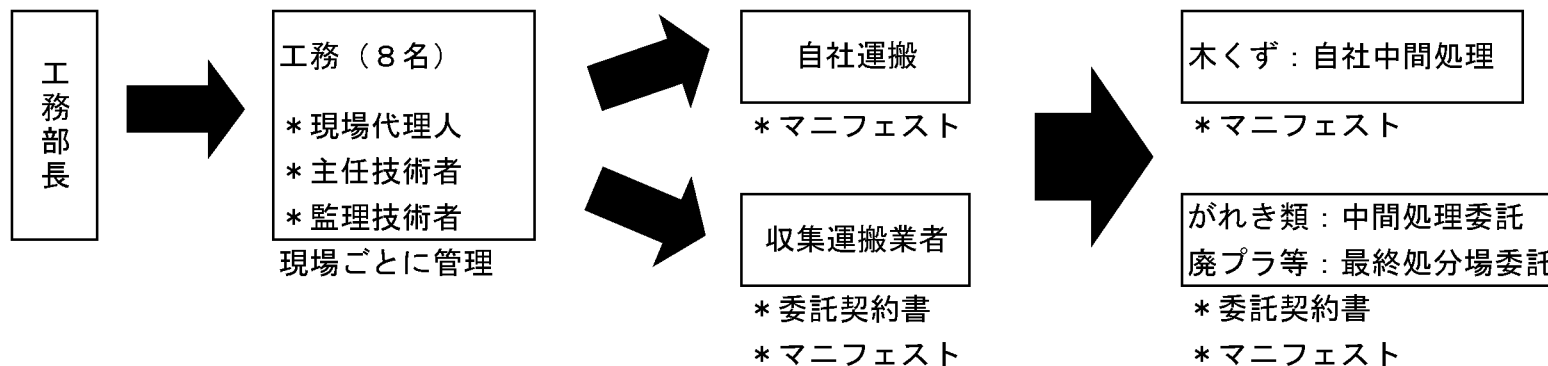 工務部長
工務（８名）
＊現場代理人
＊主任技術者
＊監理技術者
現場ごとに管理
自社運搬
＊マニフェスト
収集運搬業者
＊委託契約書
＊マニフェスト
木くず：自社中間処理
＊マニフェスト
がれき類：中間処理委託
廃プラ等：最終処分場委託
＊委託契約書
＊マニフェスト